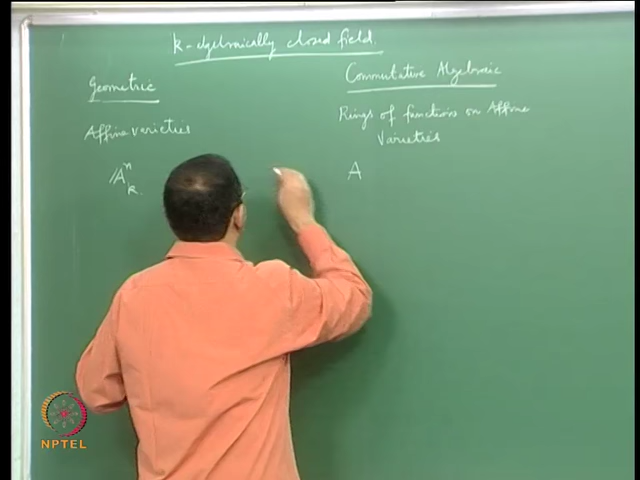 k-algebraically closed field.
Geometric
Commutative Algebraic
Affine varieties
Rings of functions on Affine
Varieties
𝔸ⁿₖ
A
NPTEL